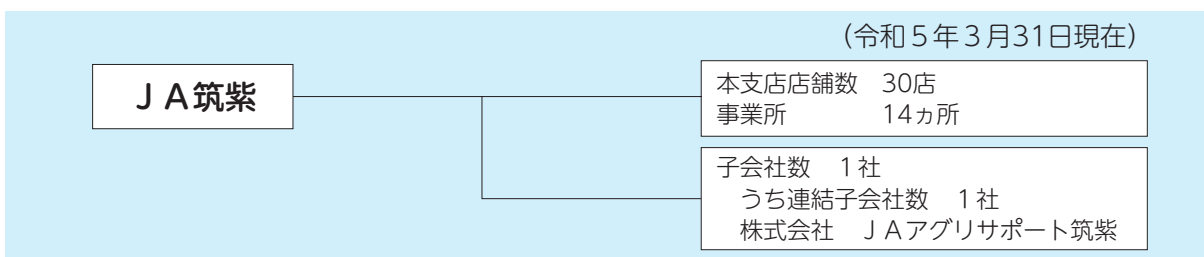 （令和５年３月31日現在）
ＪＡ筑紫
本支店店舗数　30店
事業所　　　　14ヵ所
子会社数　１社
うち連結子会社数　１社
株式会社　ＪＡアグリサポート筑紫